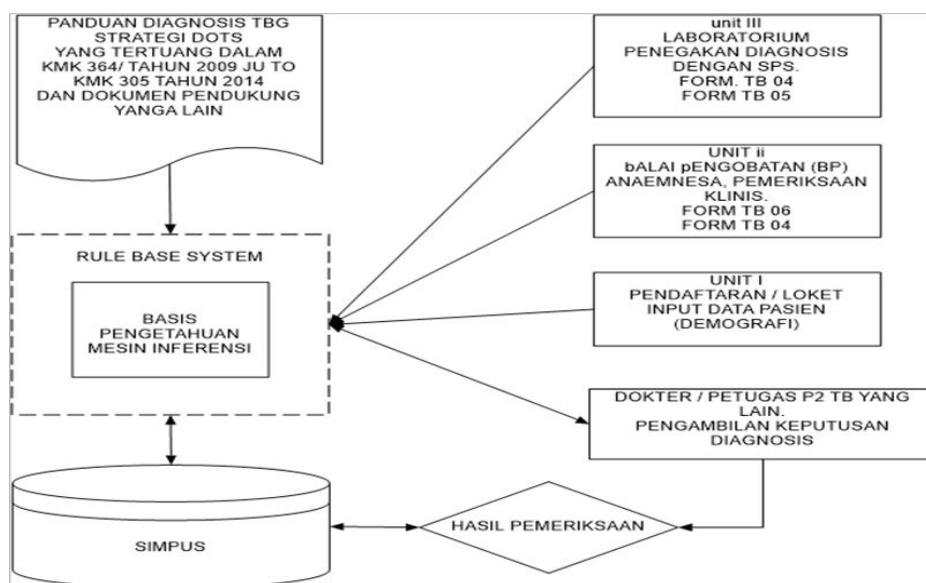 PANDUAN DIAGNOSIS TBG
STRATEGI DOTS
YANG TERTUANG DALAM
KMK 364/ TAHUN 2009 JU TO
KMK 305 TAHUN 2014
DAN DOKUMEN PENDUKUNG
YANGA LAIN
unit III
LABORATORIUM
PENEGAKAN DIAGNOSIS
DENGAN SPS.
FORM. TB 04
FORM TB 05
UNIT ii
bALAI pENGOBATAN (BP)
ANAEMNESA, PEMERIKSAAN
KLINIS.
FORM TB 06
FORM TB 04
RULE BASE SYSTEM
BASIS
PENGETAHUAN
MESIN INFERENSI
UNIT I
PENDAFTARAN / LOKET
INPUT DATA PASIEN
(DEMOGRAFI)
DOKTER / PETUGAS P2 TB YANG
LAIN.
PENGAMBILAN KEPUTUSAN
DIAGNOSIS
SIMPUS
HASIL PEMERIKSAAN